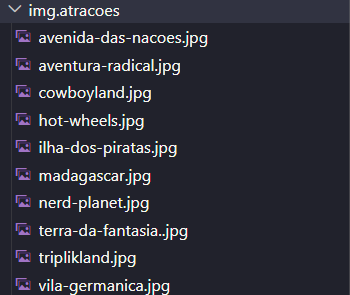 img.atracoes
avenida-das-nacoes.jpg
aventura-radical.jpg
cowboyland.jpg
hot-wheels.jpg
ilha-dos-piratas.jpg
madagascar.jpg
nerd-planet.jpg
terra-da-fantasia..jpg
triplikland.jpg
vila-germanica.jpg